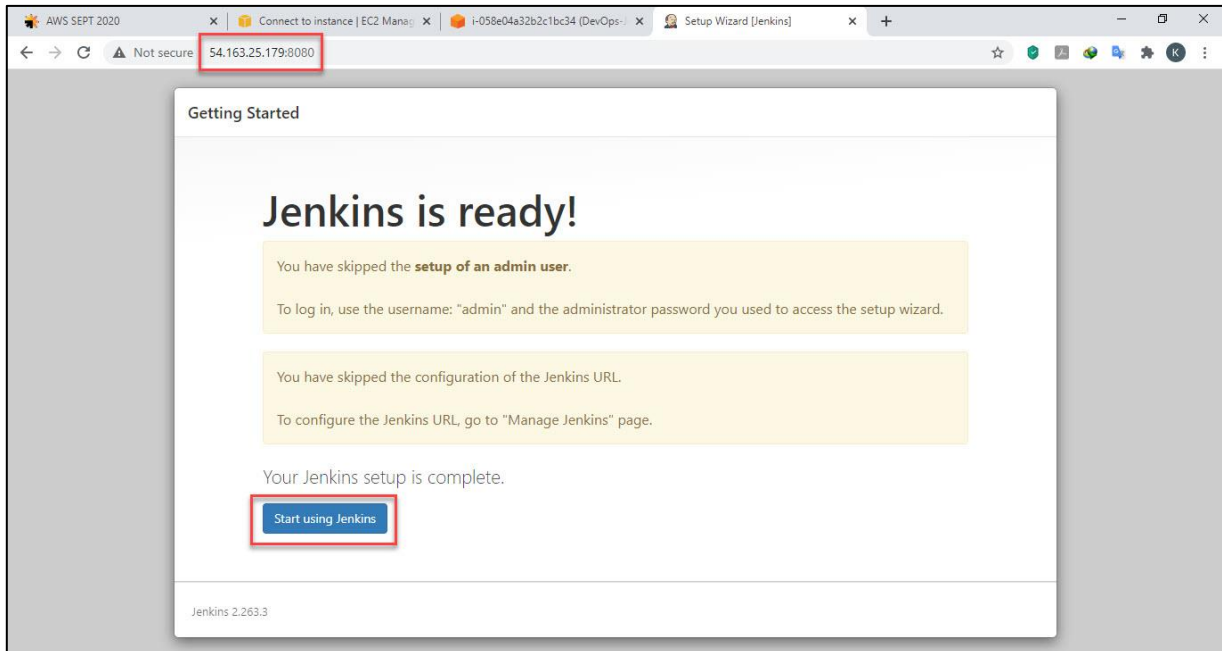 AWS SEPT 2020
Connect to instance | EC2 Manag
i-058e04a32b2c1bc34 (DevOps-J
Setup Wizard [Jenkins]
Not secure
54.163.25.179:8080
K
Getting Started
Jenkins is ready!
You have skipped the setup of an admin user.
To log in, use the username: "admin" and the administrator password you used to access the setup wizard.
You have skipped the configuration of the Jenkins URL.
To configure the Jenkins URL, go to "Manage Jenkins" page.
Your Jenkins setup is complete.
Start using Jenkins
Jenkins 2.263.3